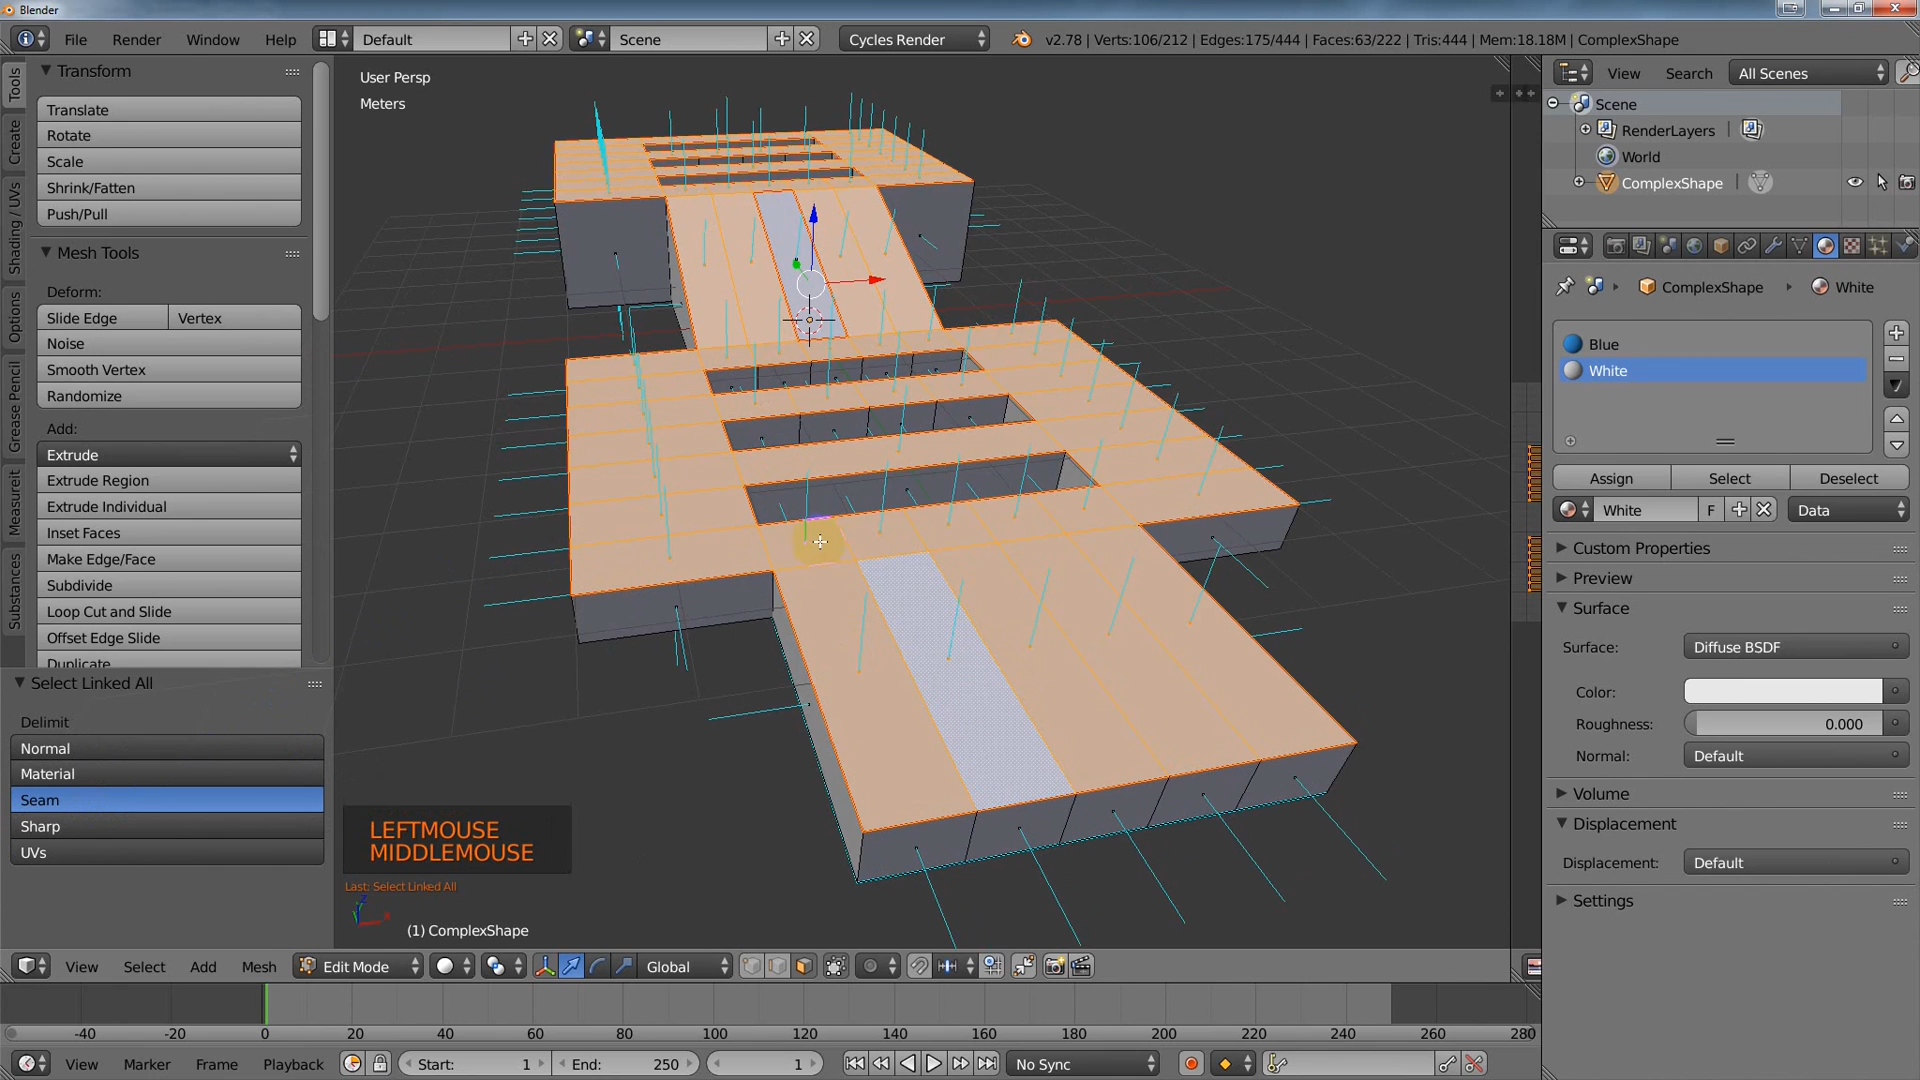 Blender
File Render Window Help Default Scene Cycles Render v2.78 | Verts:106/212 | Edges:175/444 | Faces:63/222 | Tris:444 | Mem:18.18M | ComplexShape
Tools
Create
Shading / UVs
Options
Grease Pencil
Measureit
Substances
Transform
Translate
Rotate
Scale
Shrink/Fatten
Push/Pull
Mesh Tools
Deform:
Slide Edge Vertex
Noise
Smooth Vertex
Randomize
Add:
Extrude
Extrude Region
Extrude Individual
Inset Faces
Make Edge/Face
Subdivide
Loop Cut and Slide
Offset Edge Slide
Duplicate
Select Linked All
Delimit
Normal
Material
Seam
Sharp
UVs
User Persp
Meters
LEFTMOUSE
MIDDLEMOUSE
Last: Select Linked All
(1) ComplexShape
View Search All Scenes
Scene
RenderLayers
World
ComplexShape
ComplexShape White
Blue
White
Assign Select Deselect
White F Data
Custom Properties
Preview
Surface
Surface: Diffuse BSDF
Color:
Roughness: 0.000
Normal: Default
Volume
Displacement
Displacement: Default
Settings
View Select Add Mesh Edit Mode Global
-40 -20 0 20 40 60 80 100 120 140 160 180 200 220 240 260 280
View Marker Frame Playback Start: 1 End: 250 1 No Sync